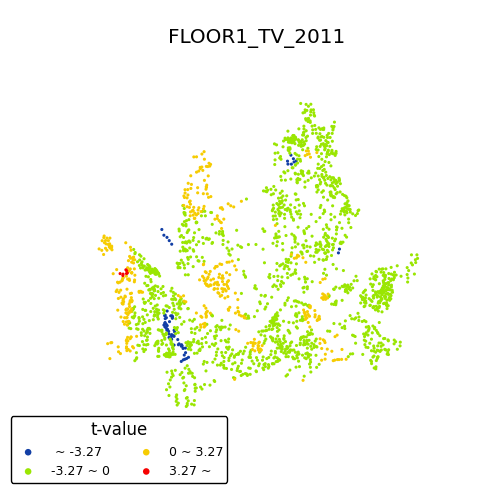 FLOOR1_TV_2011
t-value
~ -3.27
0 ~ 3.27
-3.27 ~ 0
3.27 ~